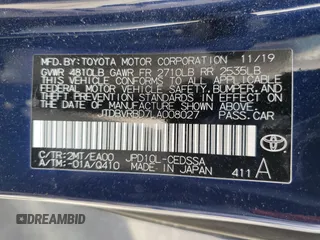 MFD. BY: TOYOTA MOTOR CORPORATION 11/19
GVWR 4810LB GAWR FR 2710LB RR 2535LB
THIS VEHICLE CONFORMS TO ALL APPLICABLE
FEDERAL MOTOR VEHICLE SAFETY, BUMPER, AND
THEFT PREVENTION STANDARDS IN EFFECT ON
THE DATE OF MANUFACTURE SHOWN ABOVE.
JTDBVRBD7LA008027 PASS.CAR
C/TR:2MT/EA00 JPD10L-CEDSSA
A/TM:-01A/Q410 MADE IN JAPAN 411 A
TOYOTA
DREAMBID